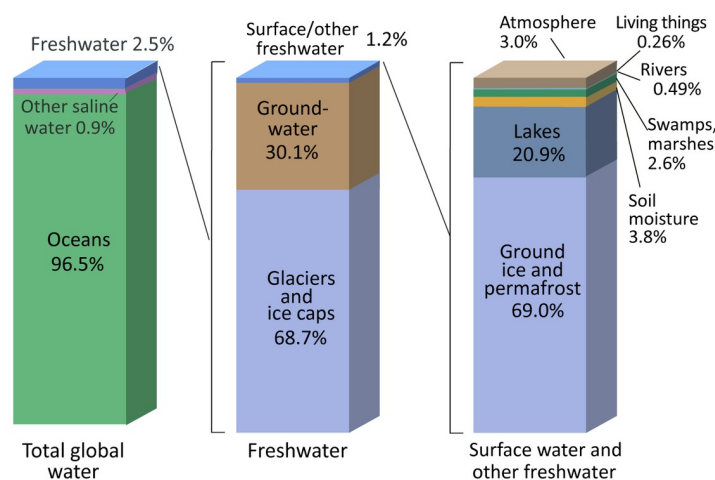 Freshwater 2.5%
Other saline
water 0.9%
Oceans
96.5%
Total global
water
Surface/other
freshwater
1.2%
Ground-
water
30.1%
Glaciers
and
ice caps
68.7%
Freshwater
Atmosphere
3.0%
Living things
0.26%
Rivers
0.49%
Swamps,
marshes
2.6%
Soil
moisture
3.8%
Lakes
20.9%
Ground
ice and
permafrost
69.0%
Surface water and
other freshwater